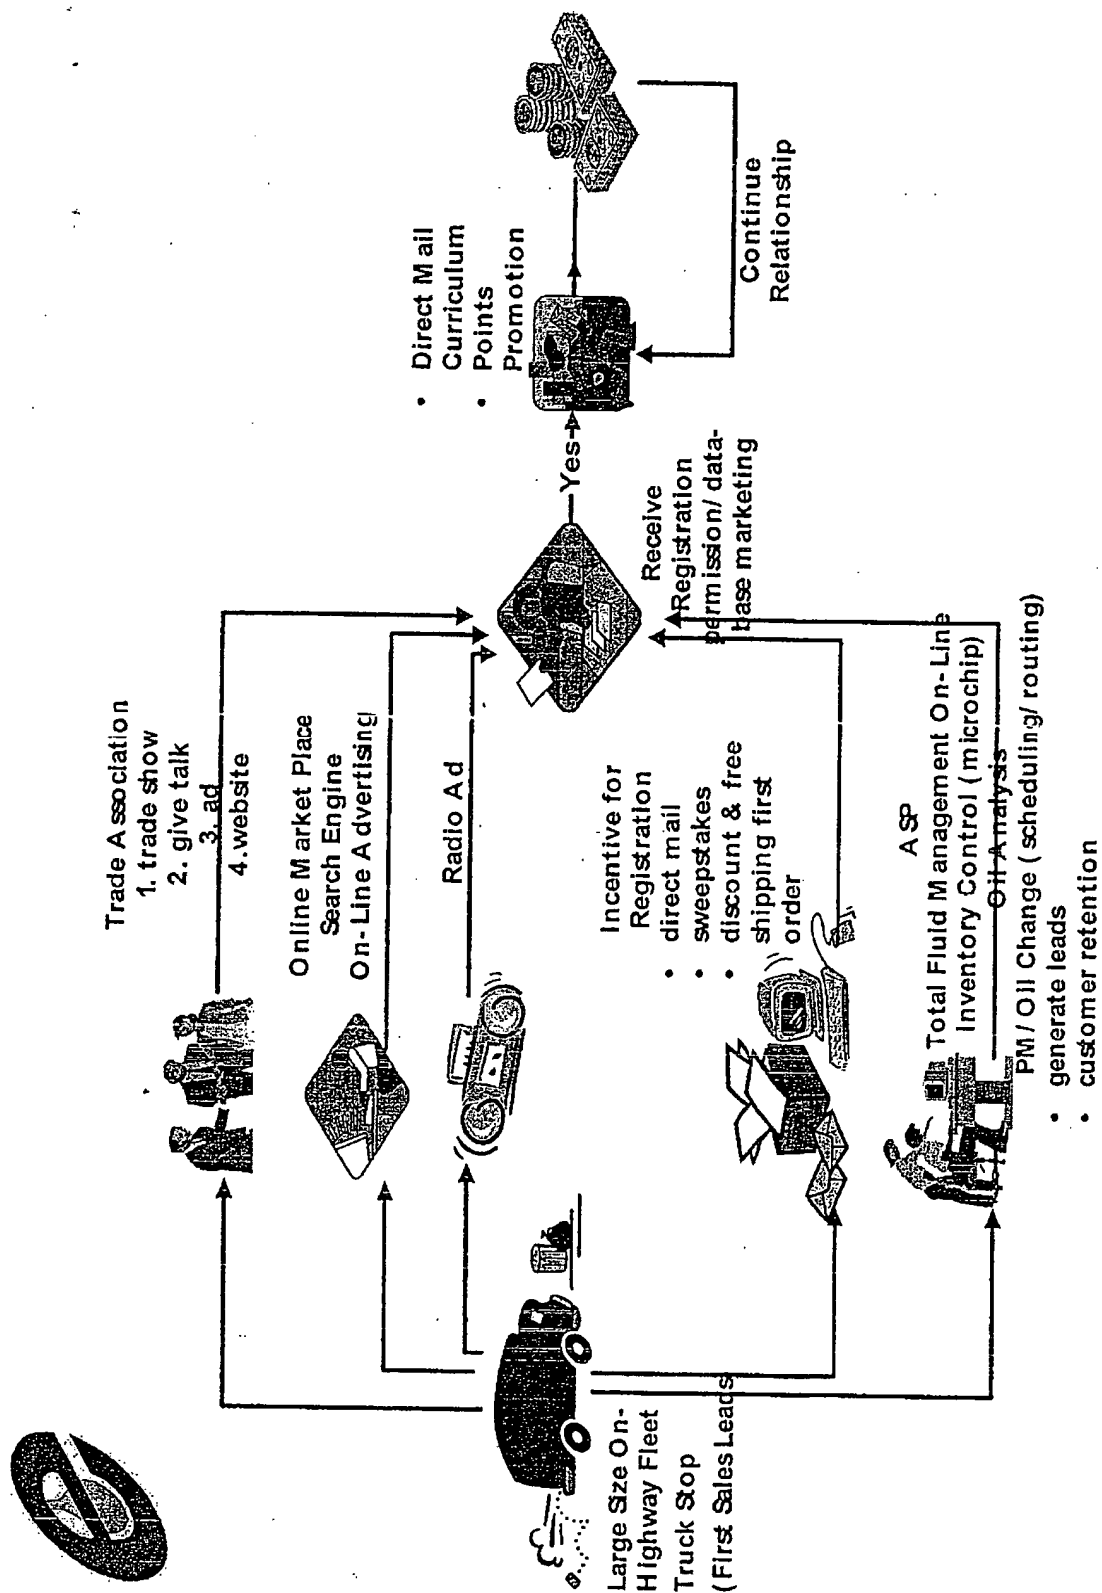 Trade Association
1. trade show
2. give talk
3. ad
4. website
Online Market Place
Search Engine
On-Line Advertising
Radio Ad
Incentive for
Registration
• direct mail
• sweepstakes
• discount & free
shipping first
order
ASP
Total Fluid Management On-Line
Inventory Control (microchip)
Oil Analysis
PM/Oil Change (scheduling/routing)
• generate leads
• customer retention
Large Size On-
Highway Fleet
Truck Stop
(First Sales Leads)
Receive
Registration
permission/data-
base marketing
Yes
• Direct Mail
Curriculum
• Points
Promotion
Continue
Relationship